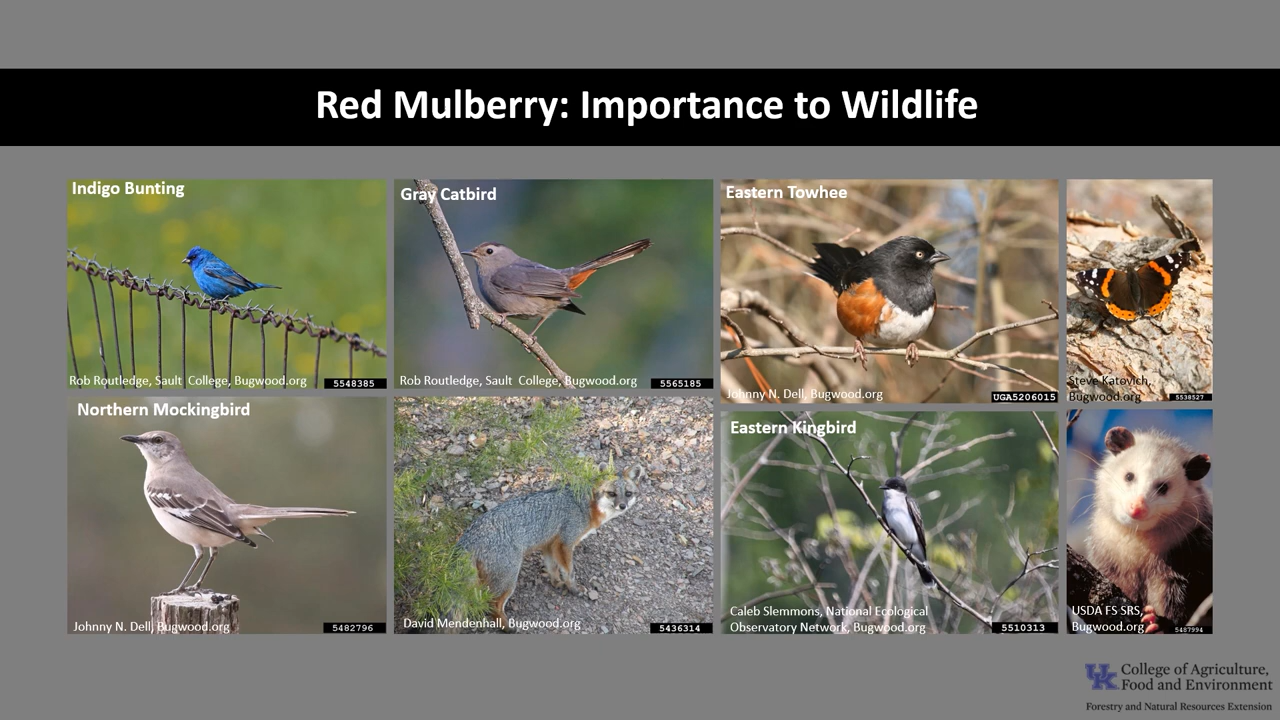 Red Mulberry: Importance to Wildlife
Indigo Bunting
Rob Routledge, Sault College, Bugwood.org
5548385
Gray Catbird
Rob Routledge, Sault College, Bugwood.org
5565185
Eastern Towhee
Johnny N. Dell, Bugwood.org
UGA5206015
Steve Katovich,
Bugwood.org
5538527
Northern Mockingbird
Johnny N. Dell, Bugwood.org
5482796
David Mendenhall, Bugwood.org
5436314
Eastern Kingbird
Caleb Slemmons, National Ecological
Observatory Network, Bugwood.org
5510313
USDA FS SRS,
Bugwood.org
5487994
UK College of Agriculture,
Food and Environment
Forestry and Natural Resources Extension